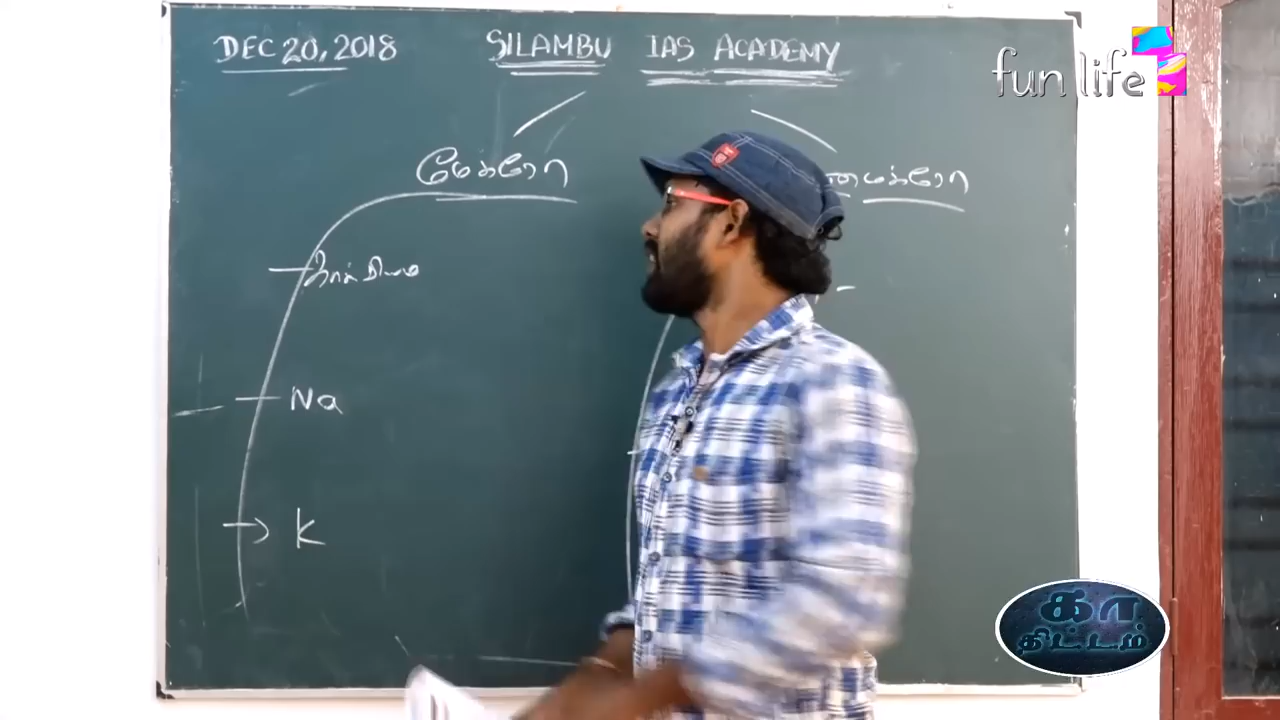 DEC 20, 2018 SILAMBU IAS ACADEMY
fun life
மேக்ரோ மைக்ரோ
Na
K
கா
திட்டம்